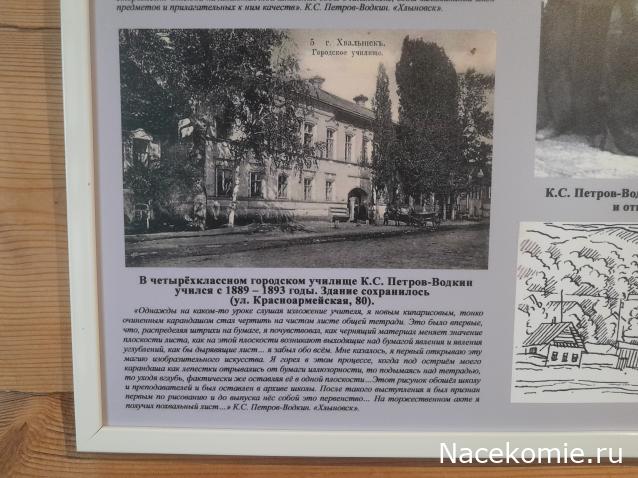 предметов и прилагательных к ним качеств». К.С. Петров-Водкин. «Хлыновск».
5 г. Хвалынскъ.
Городское училище.
В четырёхклассном городском училище К.С. Петров-Водкин
учился с 1889 – 1893 годы. Здание сохранилось
(ул. Красноармейская, 80).
«Однажды на каком-то уроке слушая изложение учителя, я новым кипарисовым, тонко
очиненным карандашом стал чертить на чистом листе общей тетради. Это было впервые,
что, распределяя штрихи на бумаге, я почувствовал, как чернящий материал меняет значение
плоскости листа, как на этой плоскости возникают выходящие над бумагой явления и явления
углублений, как бы дырявящие лист... я забыл обо всём. Мне казалось, я первый открываю эту
магию изобразительного искусства. Я горел в этом процессе, когда под острием моего
карандаша как лепестки отрывались от бумаги иллюзорности, то подымаясь над тетрадью,
то уходя вглубь, фактически же оставляя её в одной плоскости...Этот рисунок обошёл школу
и преподавателей и был оставлен в архиве школы. После такого выступления я был признан
первым по рисованию и до выпуска нёс собой это первенство... На торжественном акте я
получил похвальный лист...» К.С. Петров-Водкин. «Хлыновск».
К.С. Петров-Вод
и отп
Nacekomie.ru